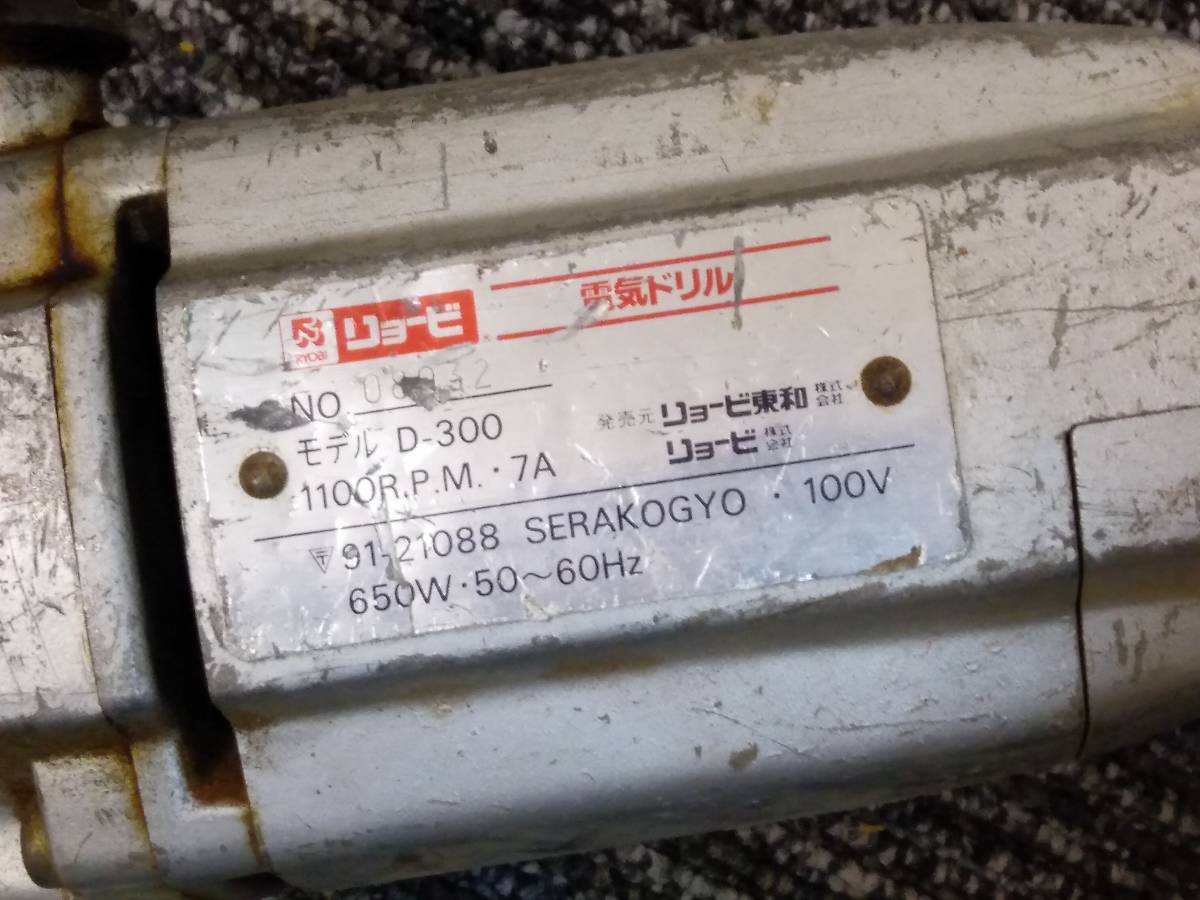 RYOBI リョービ 電気ドリル
NO
モデル D-300
1100R.P.M.・7A
発売元 リョービ東和 株式会社
リョービ 株式会社
〒 91-21088 SERAKOGYO ・ 100V
650W・50～60Hz